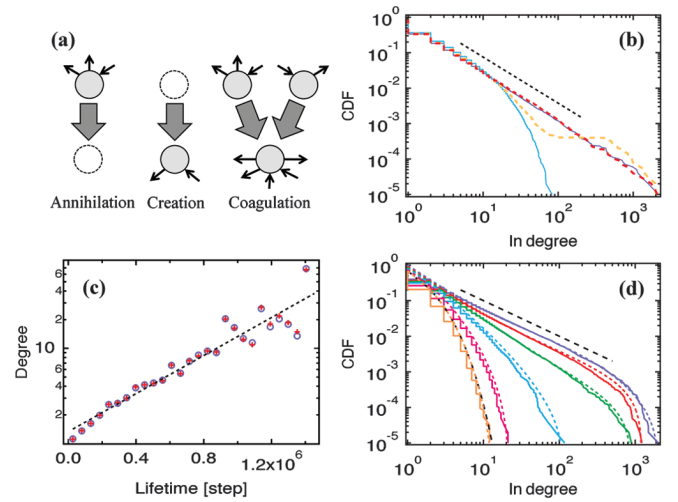 (a)
Annihilation Creation Coagulation
(b)
CDF
10^0
10^-1
10^-2
10^-3
10^-4
10^-5
10^0 10^1 10^2 10^3
In degree
(c)
Degree
6
4
2
10
8
6
4
2
0.0 0.4 0.8 1.2x10^6
Lifetime [step]
(d)
CDF
10^0
10^-1
10^-2
10^-3
10^-4
10^-5
10^0 10^1 10^2 10^3
In degree